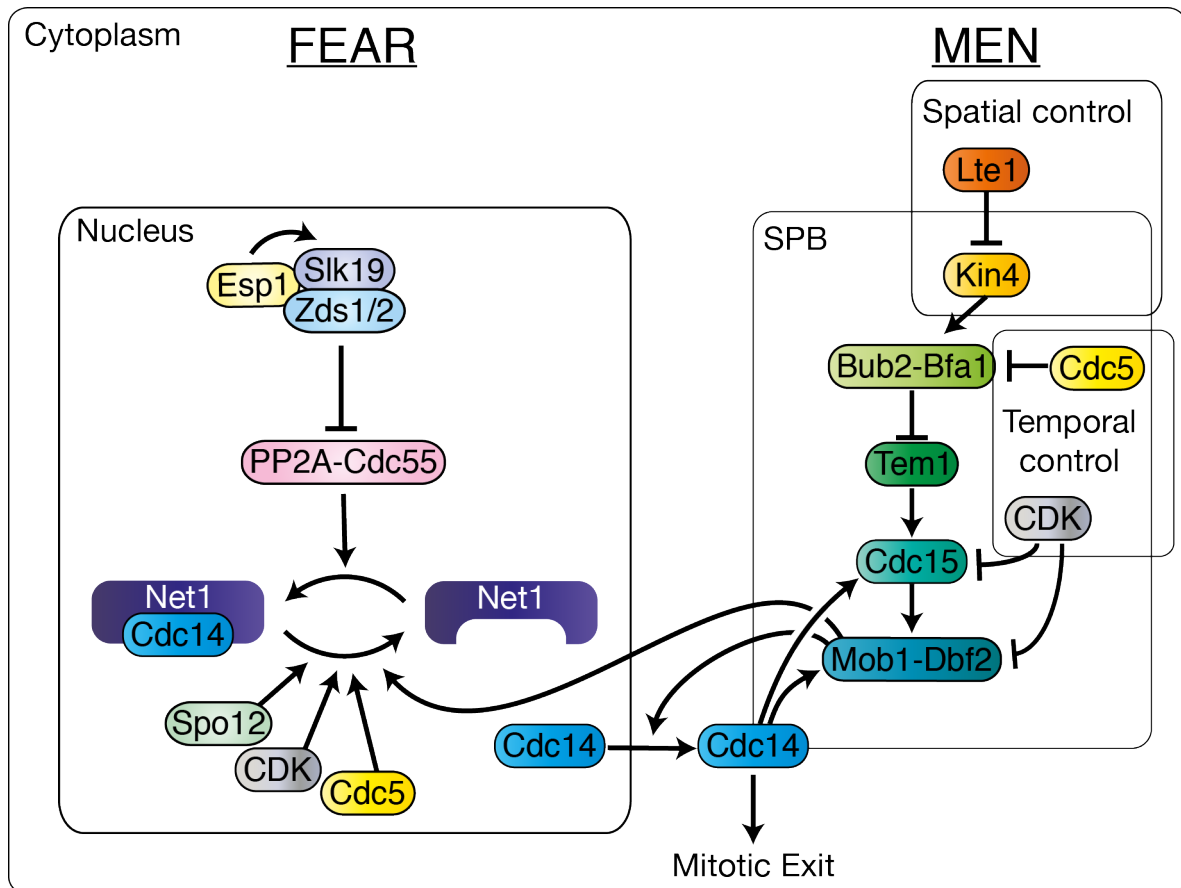 Cytoplasm
FEAR
MEN
Spatial control
Lte1
Nucleus
SPB
Esp1
Slk19
Zds1/2
Kin4
Bub2-Bfa1
Cdc5
Temporal
control
PP2A-Cdc55
Tem1
CDK
Cdc15
Net1
Cdc14
Net1
Mob1-Dbf2
Spo12
CDK
Cdc5
Cdc14
Cdc14
Mitotic Exit